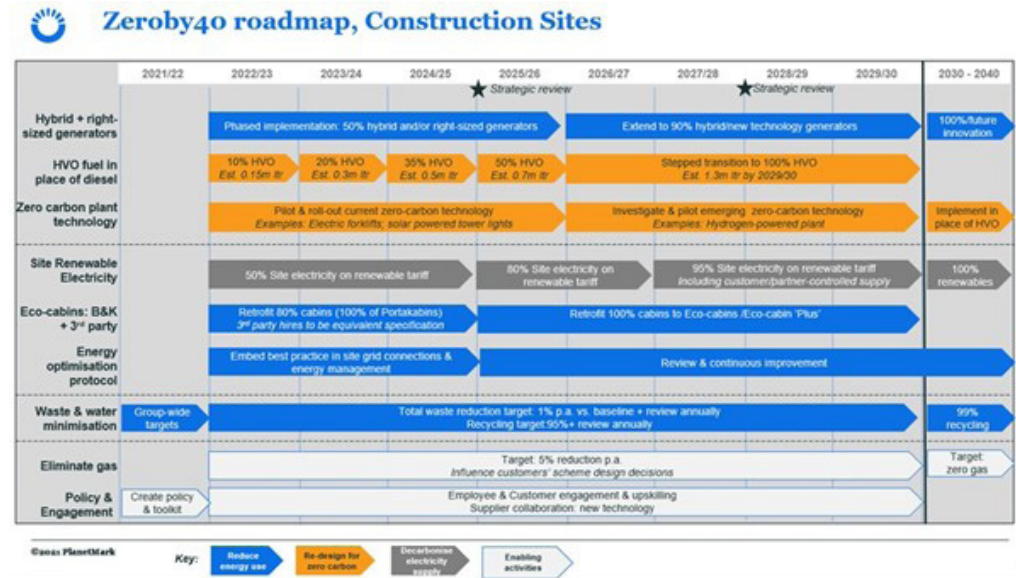 Zeroby40 roadmap, Construction Sites
2021/22 2022/23 2023/24 2024/25 2025/26 2026/27 2027/28 2028/29 2029/30 2030 - 2040
Strategic review Strategic review
Hybrid + right-
sized generators
Phased implementation: 50% hybrid and/or right-sized generators
Extend to 90% hybrid/new technology generators
100%/future
innovation
HVO fuel in
place of diesel
10% HVO
Est. 0.15m ltr
20% HVO
Est. 0.3m ltr
35% HVO
Est. 0.5m ltr
50% HVO
Est. 0.7m ltr
Stepped transition to 100% HVO
Est. 1.3m ltr by 2029/30
Zero carbon plant
technology
Pilot & roll-out current zero-carbon technology
Examples: Electric forklifts; solar powered tower lights
Investigate & pilot emerging zero-carbon technology
Examples: Hydrogen-powered plant
Implement in
place of HVO
Site Renewable
Electricity
50% Site electricity on renewable tariff
80% Site electricity on
renewable tariff
95% Site electricity on renewable tariff
Including customer/partner-controlled supply
100%
renewables
Eco-cabins: B&K
+ 3rd party
Retrofit 80% cabins (100% of Portakabins)
3rd party hires to be equivalent specification
Retrofit 100% cabins to Eco-cabins /Eco-cabin 'Plus'
Energy
optimisation
protocol
Embed best practice in site grid connections &
energy management
Review & continuous improvement
Waste & water
minimisation
Group-wide
targets
Total waste reduction target: 1% p.a. vs. baseline + review annually
Recycling target:95%+ review annually
99%
recycling
Eliminate gas
Target: 5% reduction p.a.
Influence customers' scheme design decisions
Target:
zero gas
Policy &
Engagement
Create policy
& toolkit
Employee & Customer engagement & upskilling
Supplier collaboration: new technology
©2021 PlanetMark
Key:
Reduce
energy use
Re-design for
zero carbon
Decarbonise
electricity
supply
Enabling
activities